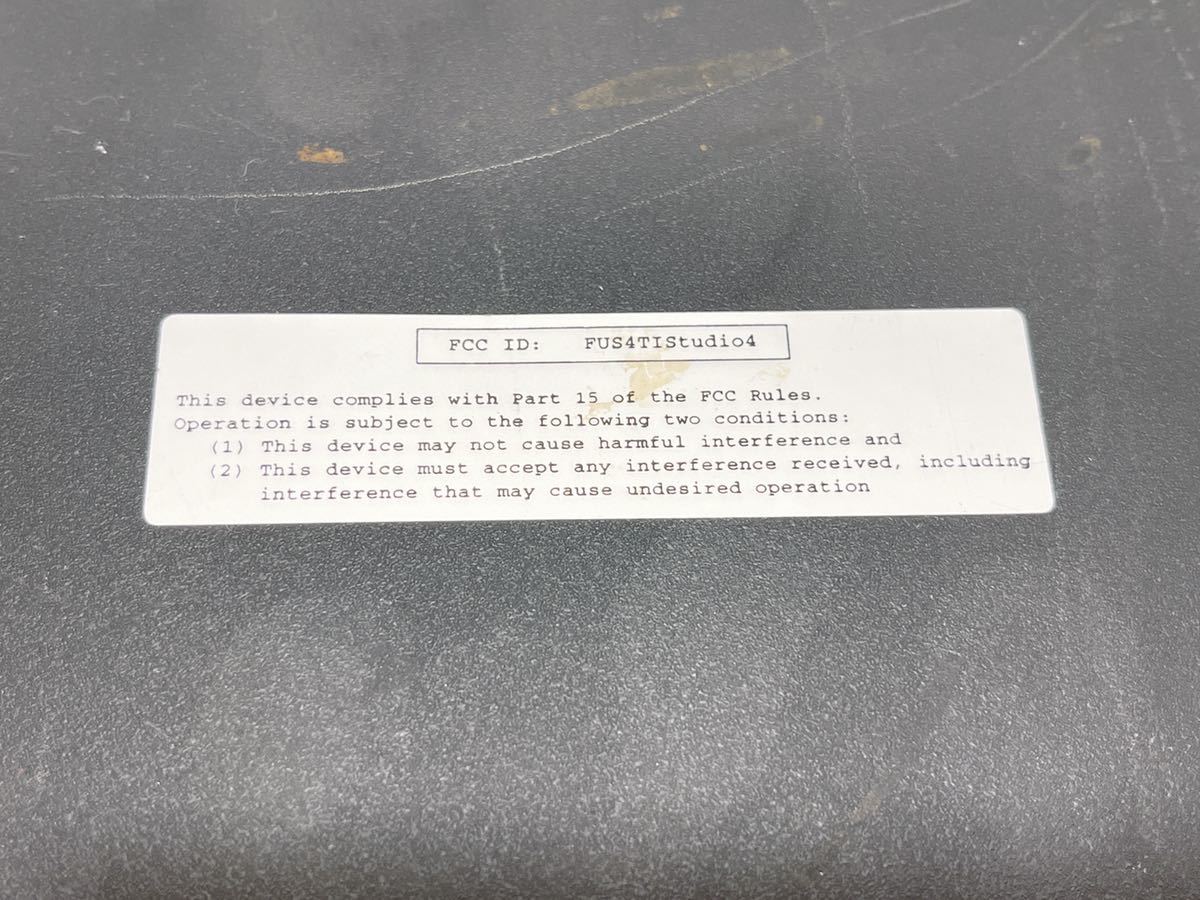 FCC ID: FUS4TIStudio4
This device complies with Part 15 of the FCC Rules.
Operation is subject to the following two conditions:
(1) This device may not cause harmful interference and
(2) This device must accept any interference received, including
interference that may cause undesired operation